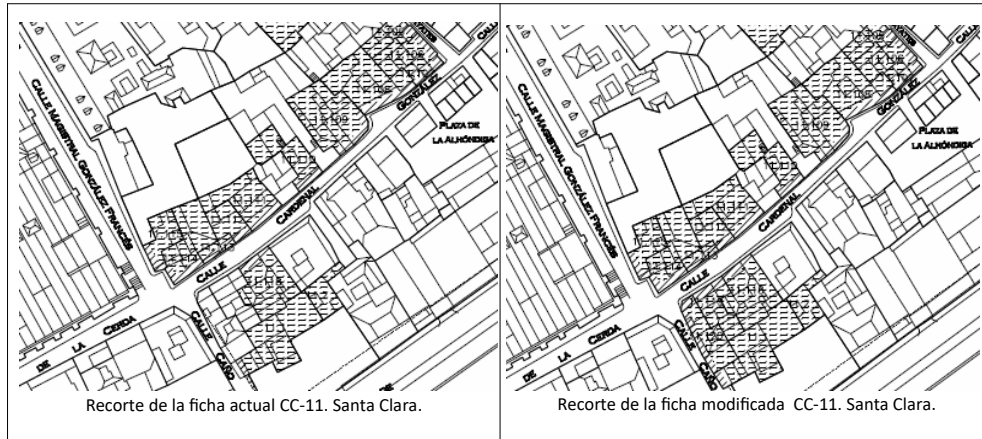 CALLE
GONZÁLEZ
CALLE MAGISTRAL GONZÁLEZ FRANCÉS
PLAZA DE
LA ALHÓNDIGA
CARDENAL
CALLE
DE LA CERDA
CALLE CAÑO
Recorte de la ficha actual CC-11. Santa Clara.
CALLE
GONZÁLEZ
CALLE MAGISTRAL GONZÁLEZ FRANCÉS
PLAZA DE
LA ALHÓNDIGA
CARDENAL
CALLE
DE LA CERDA
CALLE CAÑO
Recorte de la ficha modificada CC-11. Santa Clara.